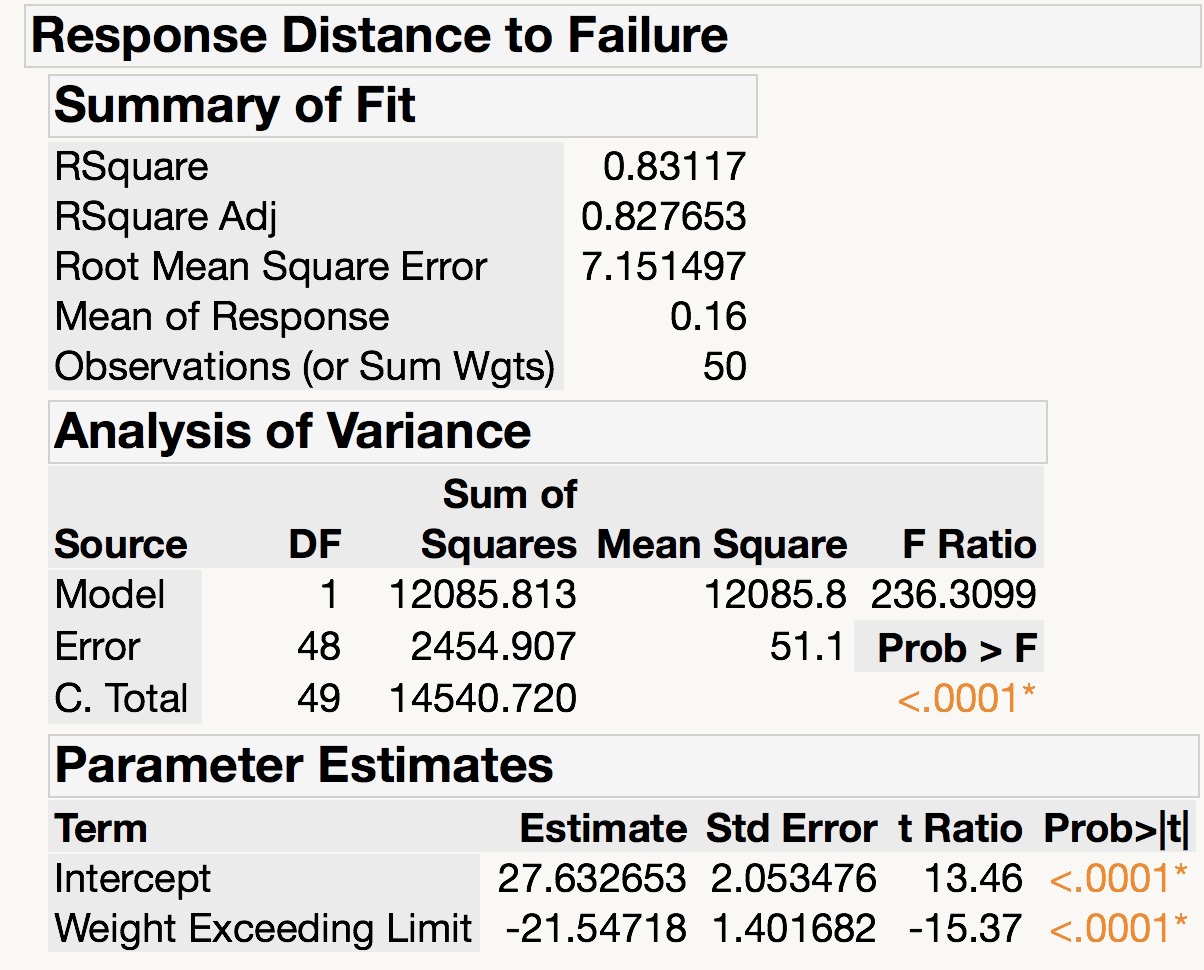 Response Distance to Failure
Summary of Fit
RSquare 0.83117
RSquare Adj 0.827653
Root Mean Square Error 7.151497
Mean of Response 0.16
Observations (or Sum Wgts) 50
Analysis of Variance
Sum of
Source DF Squares Mean Square F Ratio
Model 1 12085.813 12085.8 236.3099
Error 48 2454.907 51.1 Prob > F
C. Total 49 14540.720 <.0001*
Parameter Estimates
Term Estimate Std Error t Ratio Prob>|t|
Intercept 27.632653 2.053476 13.46 <.0001*
Weight Exceeding Limit -21.54718 1.401682 -15.37 <.0001*